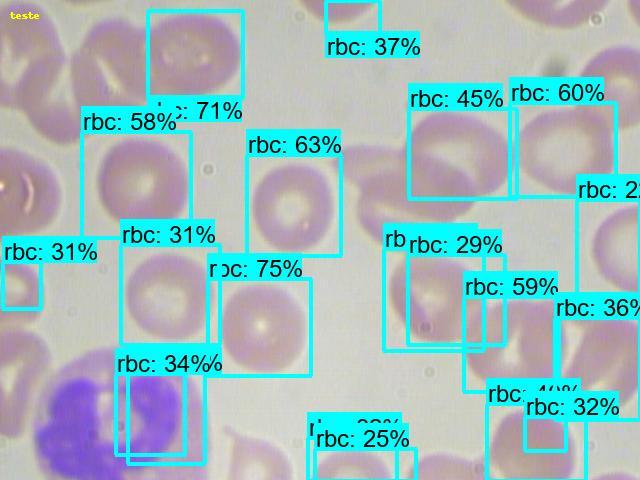 teste
rbc: 37%
rbc: 71%
rbc: 45%
rbc: 60%
rbc: 58%
rbc: 63%
rbc: 31%
rbc: 29%
rbc: 31%
rbc: 75%
rbc: 59%
rbc: 36%
rbc: 34%
rbc: 32%
rbc: 25%